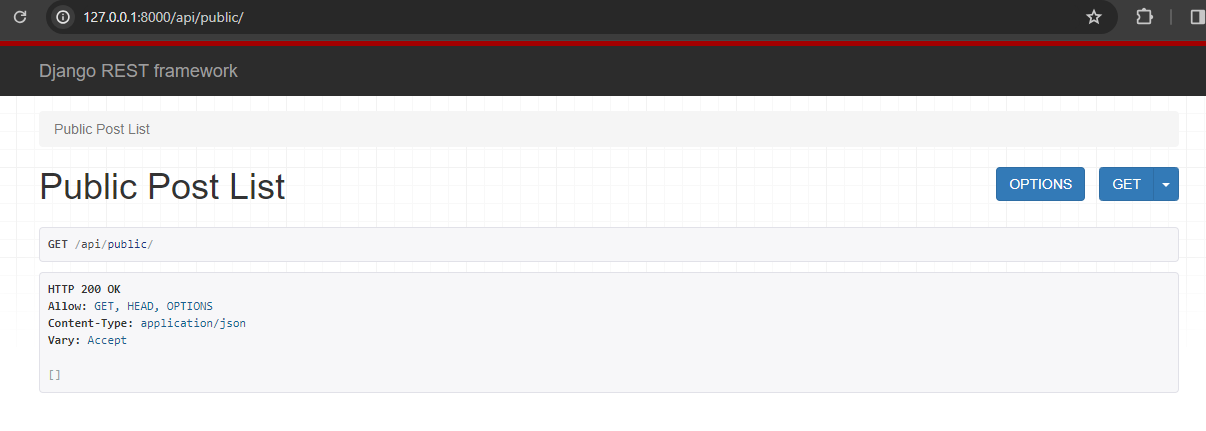 127.0.0.1:8000/api/public/
Django REST framework
Public Post List
Public Post List
OPTIONS
GET
GET /api/public/
HTTP 200 OK
Allow: GET, HEAD, OPTIONS
Content-Type: application/json
Vary: Accept
[]